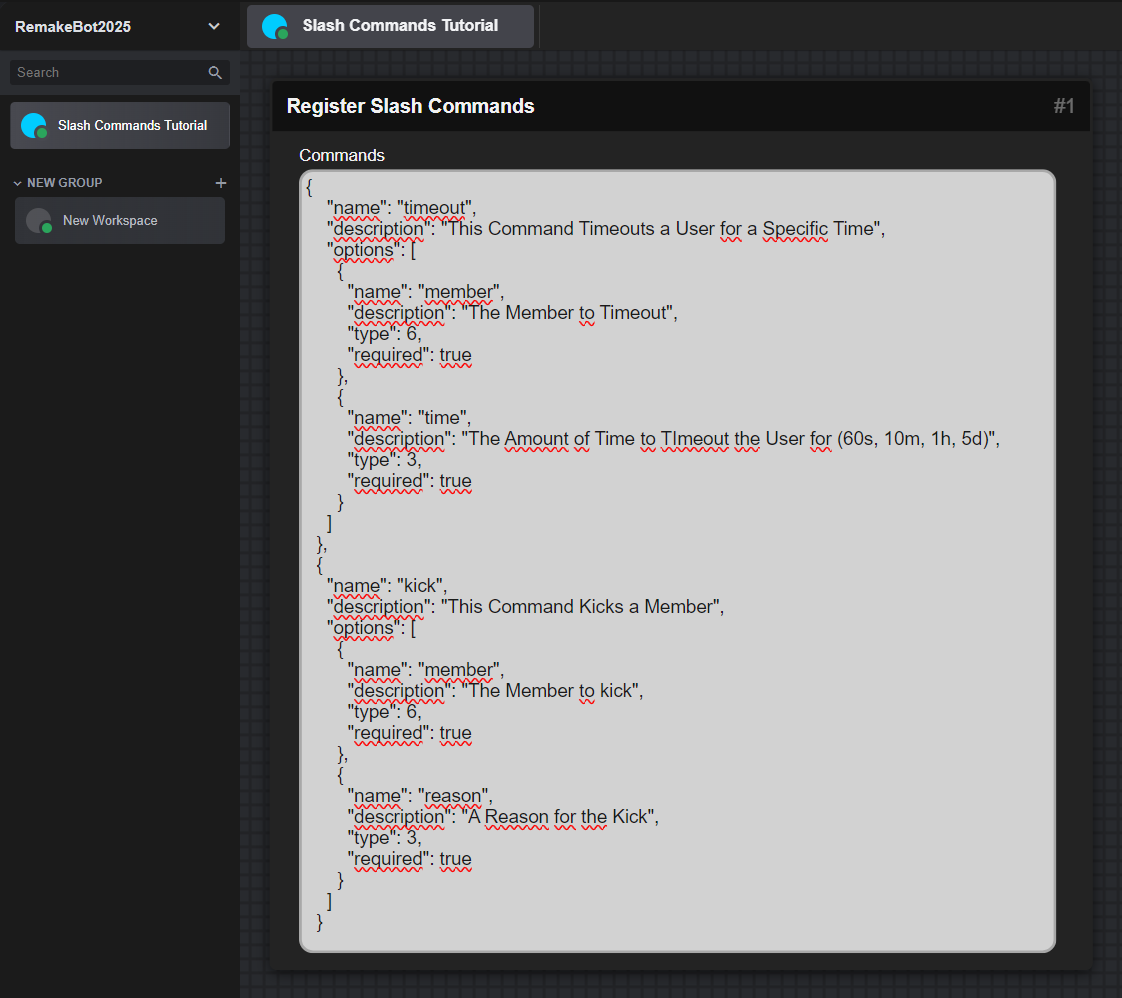 RemakeBot2025
Search
Slash Commands Tutorial
NEW GROUP
New Workspace
Slash Commands Tutorial
Register Slash Commands
#1
Commands
{
"name": "timeout",
"description": "This Command Timeouts a User for a Specific Time",
"options": [
{
"name": "member",
"description": "The Member to Timeout",
"type": 6,
"required": true
},
{
"name": "time",
"description": "The Amount of Time to TImeout the User for (60s, 10m, 1h, 5d)",
"type": 3,
"required": true
}
]
},
{
"name": "kick",
"description": "This Command Kicks a Member",
"options": [
{
"name": "member",
"description": "The Member to kick",
"type": 6,
"required": true
},
{
"name": "reason",
"description": "A Reason for the Kick",
"type": 3,
"required": true
}
]
}